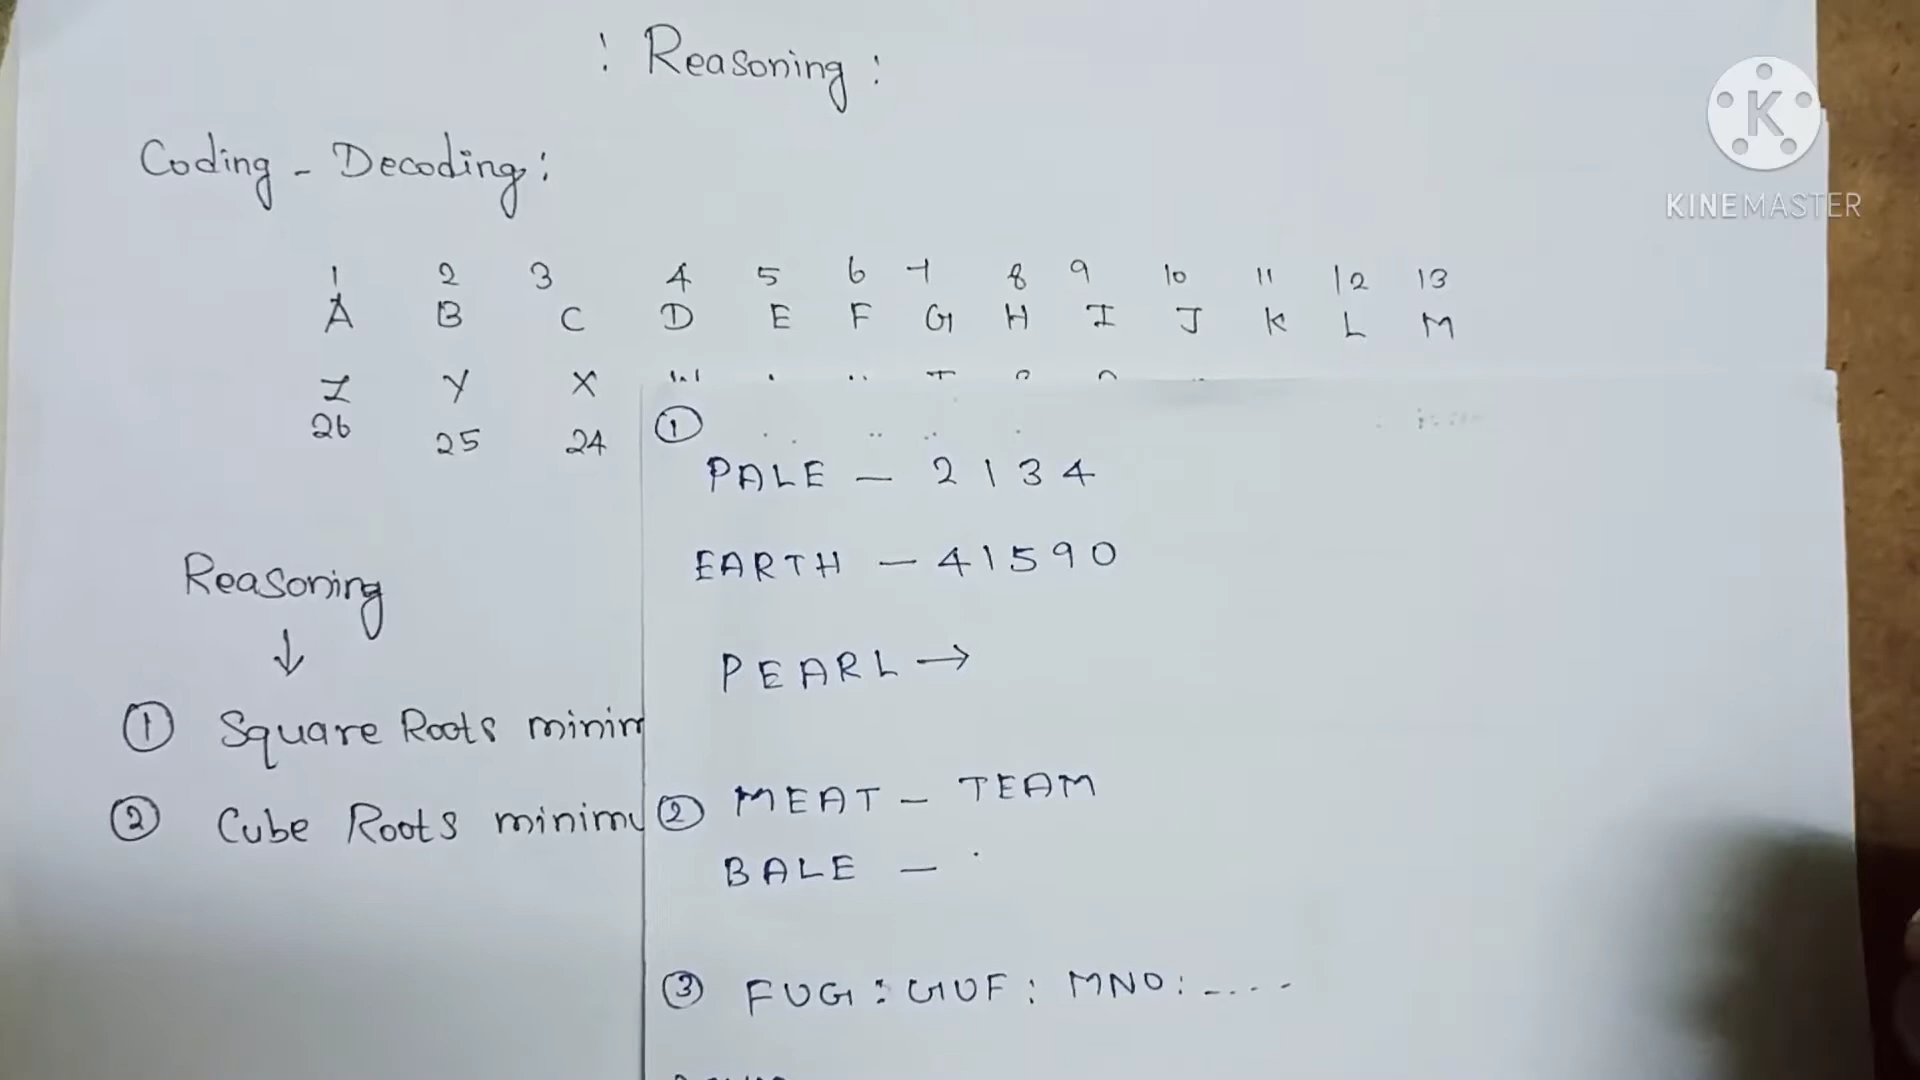 : Reasoning :
KINEMASTER
Coding - Decoding :
1 2 3 4 5 6 7 8 9 10 11 12 13
A B C D E F G H I J K L M
Z Y X
26 25 24
①
PALE - 2134
EARTH - 41590
PEARL →
Reasoning
↓
① Square Roots
② Cube Roots
② MEAT - TEAM
BALE -
③ FUG : GUF : MNO : ....